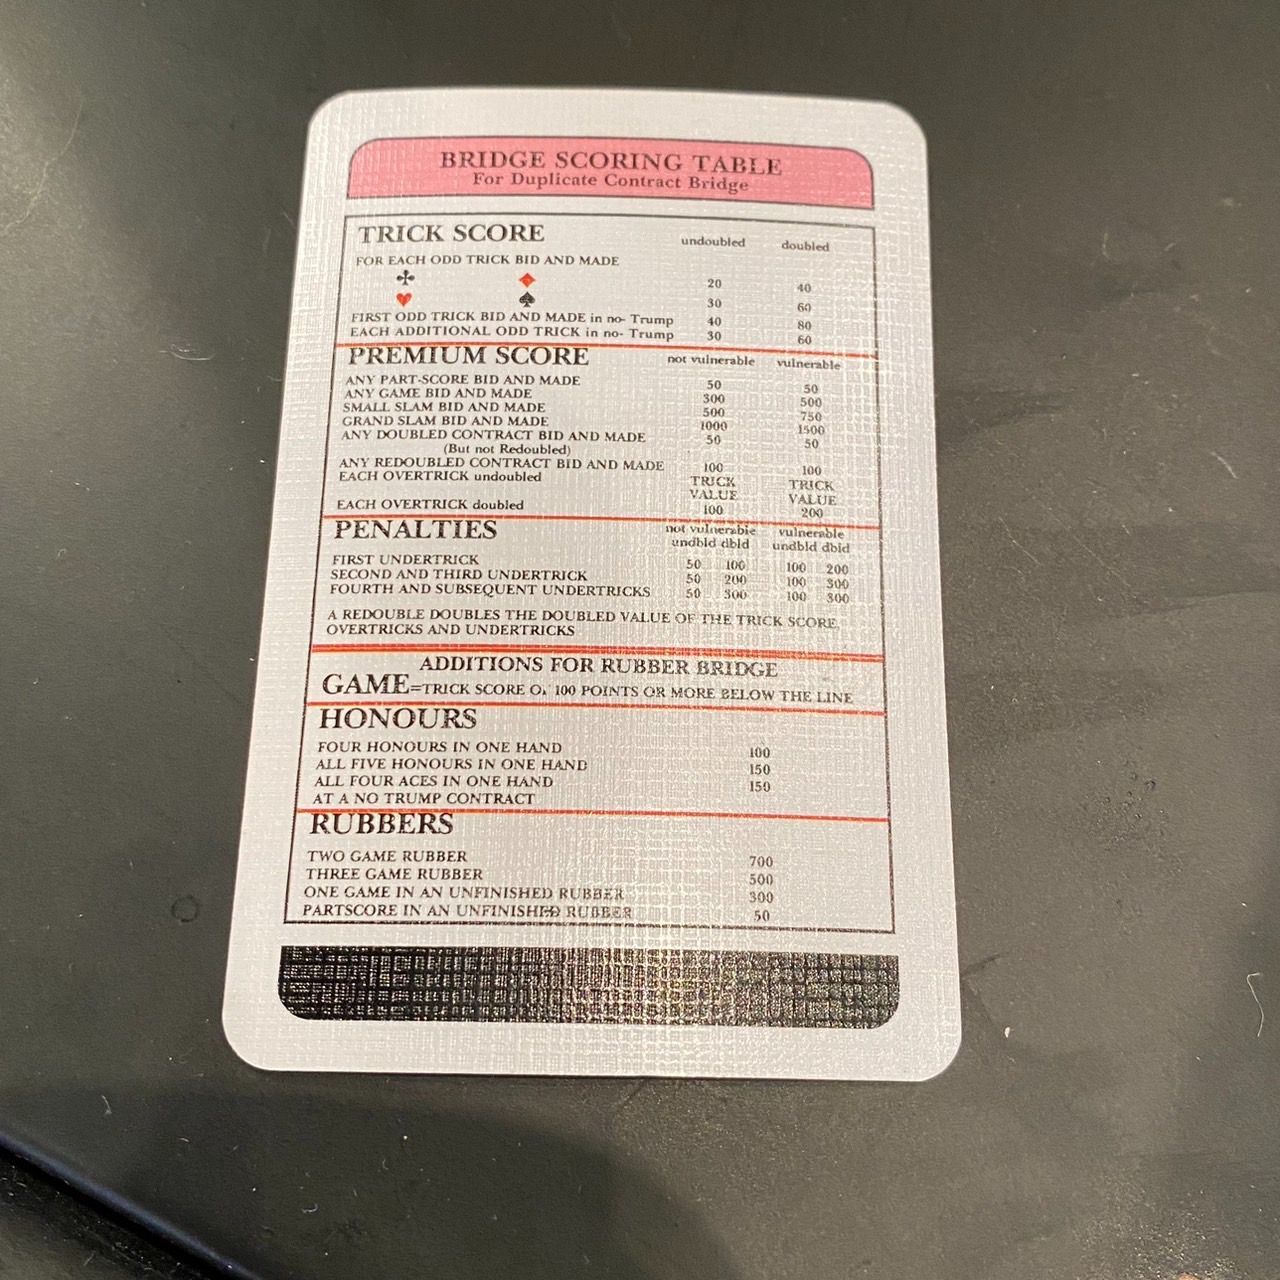 BRIDGE SCORING TABLE
For Duplicate Contract Bridge
TRICK SCORE undoubled doubled
FOR EACH ODD TRICK BID AND MADE
♣ ♦ 20 40
♥ ♠ 30 60
FIRST ODD TRICK BID AND MADE in no- Trump 40 80
EACH ADDITIONAL ODD TRICK in no- Trump 30 60
PREMIUM SCORE not vulnerable vulnerable
ANY PART-SCORE BID AND MADE 50 50
ANY GAME BID AND MADE 300 500
SMALL SLAM BID AND MADE 500 750
GRAND SLAM BID AND MADE 1000 1500
ANY DOUBLED CONTRACT BID AND MADE 50 50
(But not Redoubled)
ANY REDOUBLED CONTRACT BID AND MADE 100 100
EACH OVERTRICK undoubled TRICK TRICK
VALUE VALUE
EACH OVERTRICK doubled 100 200
PENALTIES not vulnerable vulnerable
undbld dbld undbld dbld
FIRST UNDERTRICK 50 100 100 200
SECOND AND THIRD UNDERTRICK 50 200 100 300
FOURTH AND SUBSEQUENT UNDERTRICKS 50 300 100 300
A REDOUBLE DOUBLES THE DOUBLED VALUE OF THE TRICK SCORE
OVERTRICKS AND UNDERTRICKS
ADDITIONS FOR RUBBER BRIDGE
GAME=TRICK SCORE OF 100 POINTS OR MORE BELOW THE LINE
HONOURS
FOUR HONOURS IN ONE HAND 100
ALL FIVE HONOURS IN ONE HAND 150
ALL FOUR ACES IN ONE HAND 150
AT A NO TRUMP CONTRACT
RUBBERS
TWO GAME RUBBER 700
THREE GAME RUBBER 500
ONE GAME IN AN UNFINISHED RUBBER 300
PARTSCORE IN AN UNFINISHED RUBBER 50